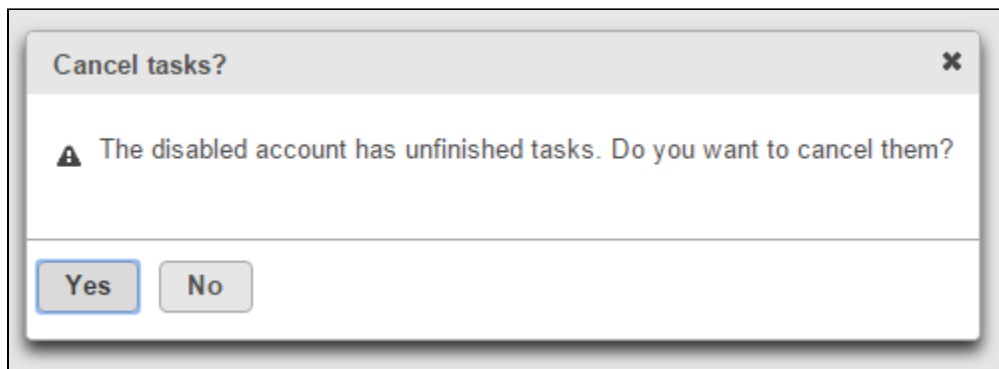 Cancel tasks?
The disabled account has unfinished tasks. Do you want to cancel them?
Yes No